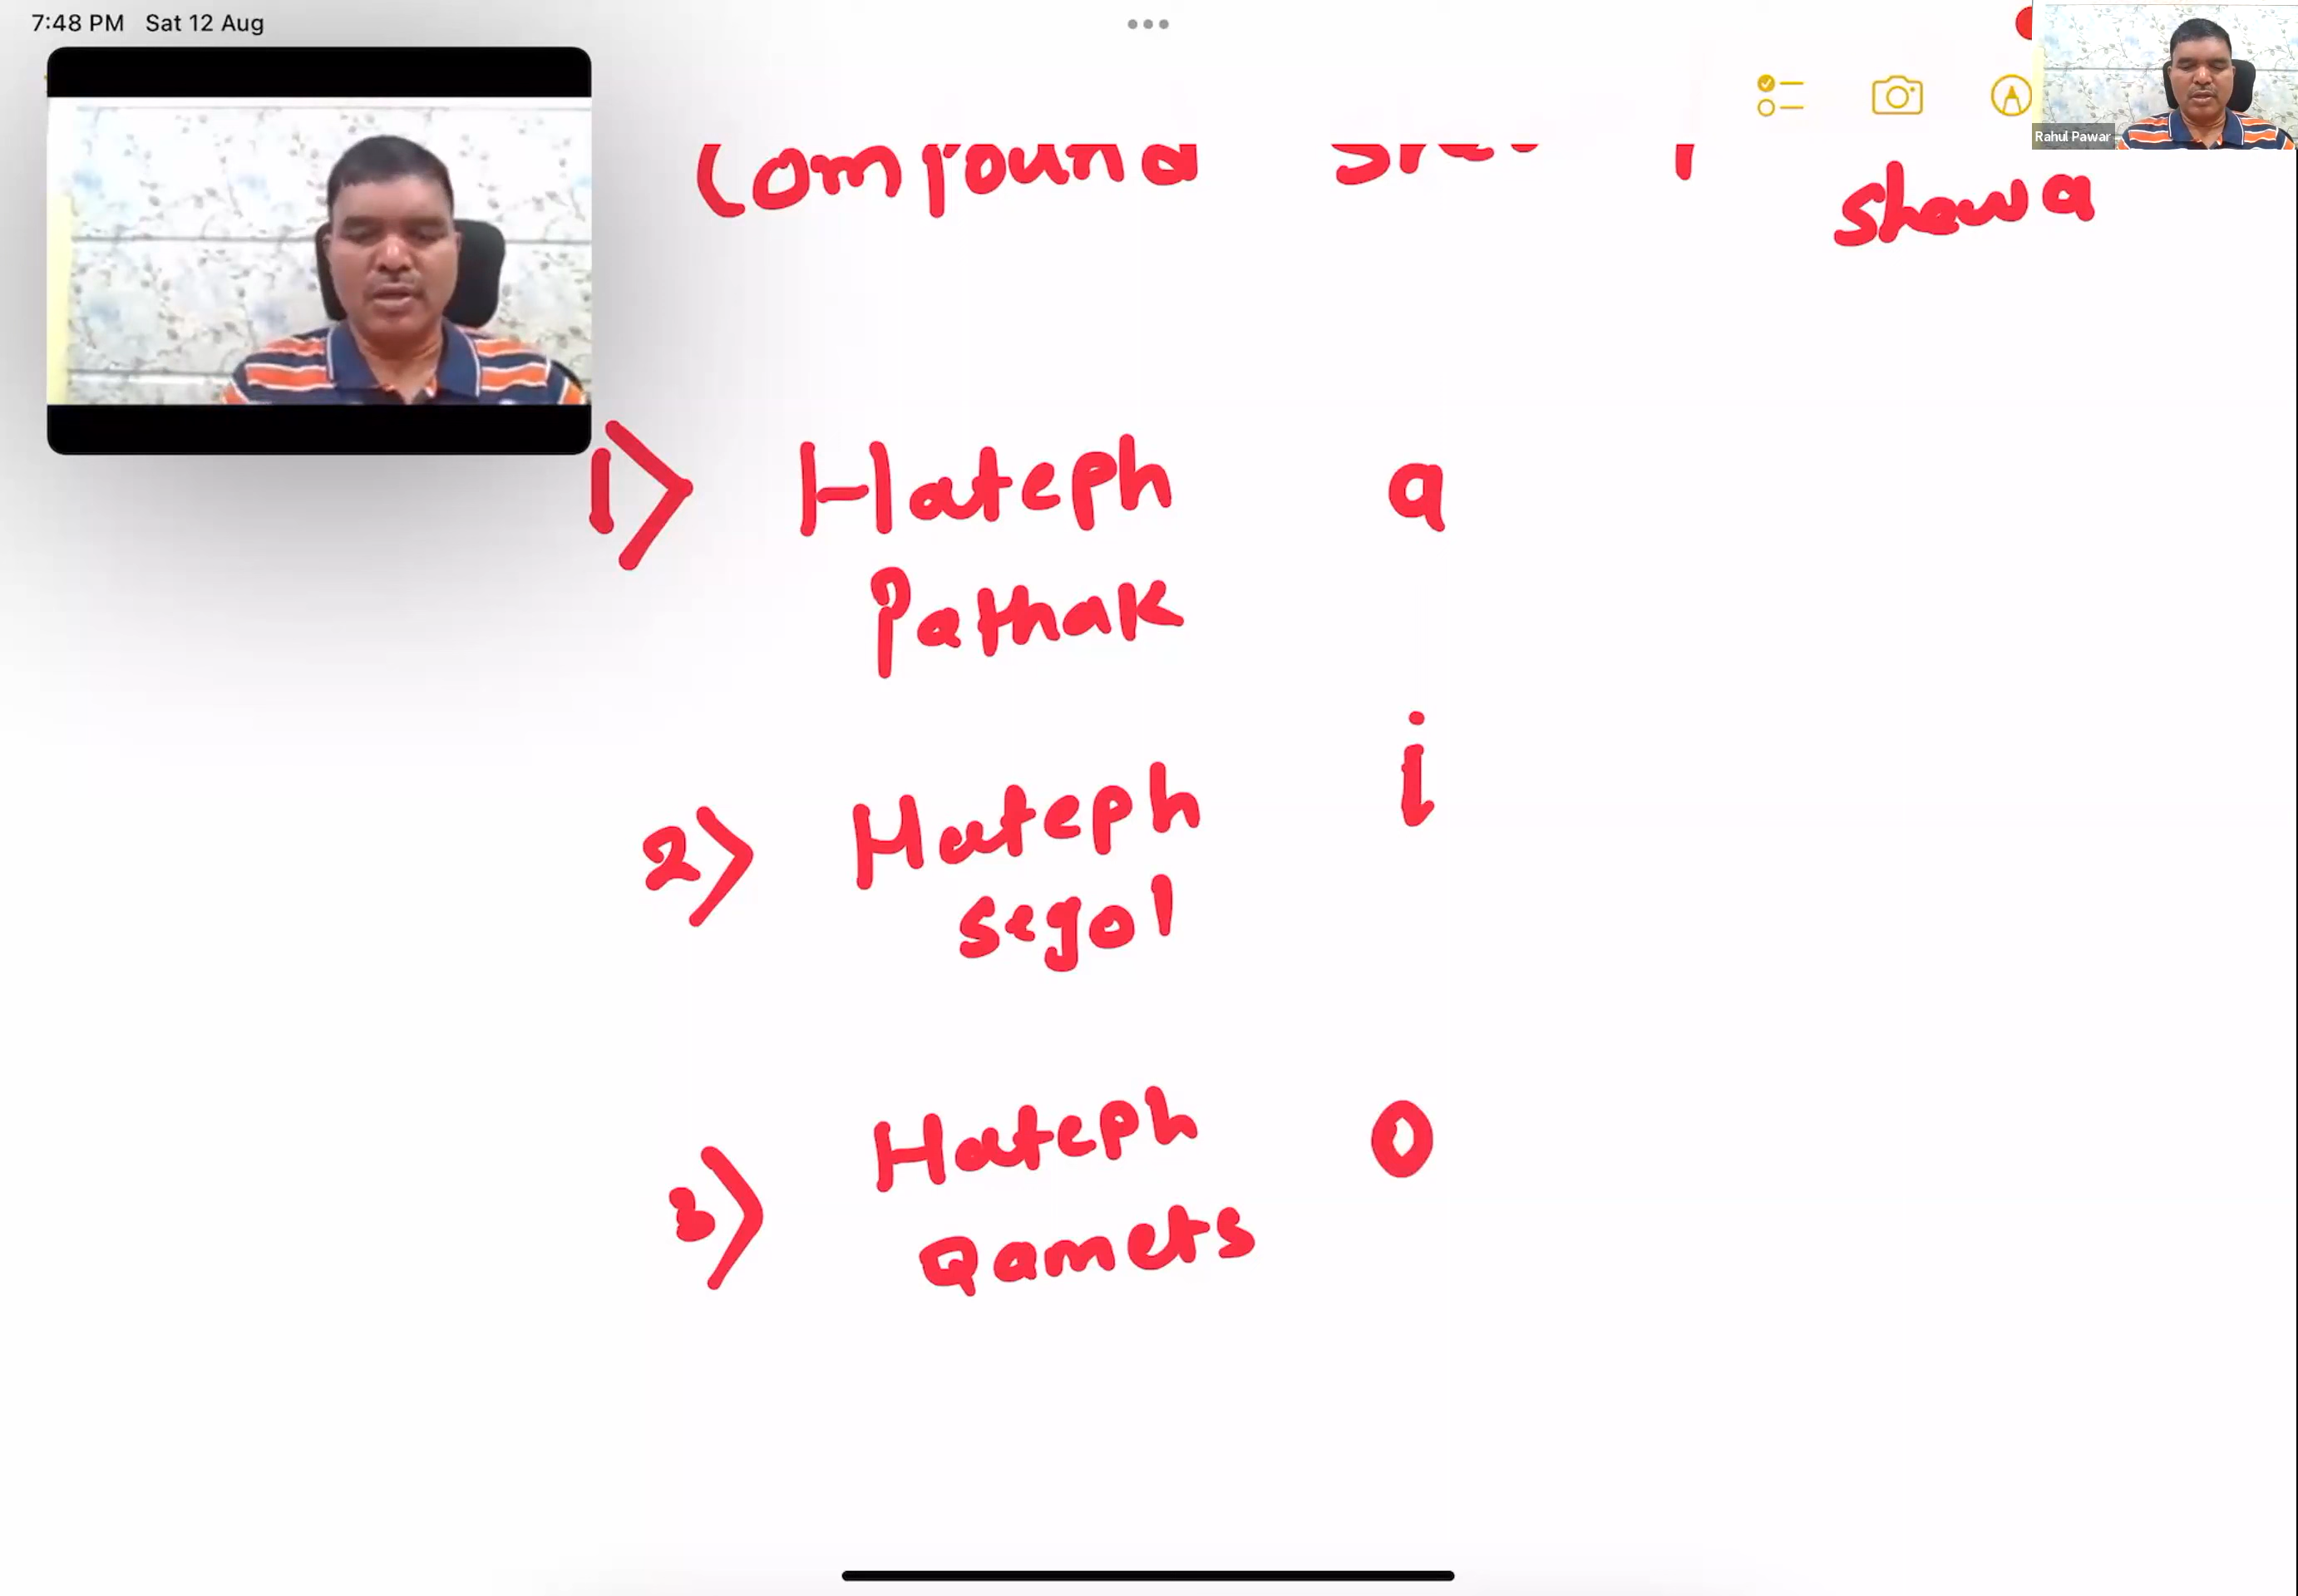 7:48 PM Sat 12 Aug
Rahul Pawar
Compound
Shewa
1> Hateph a
Pathak
2> Hateph i
segol
3> Hateph o
Qamets